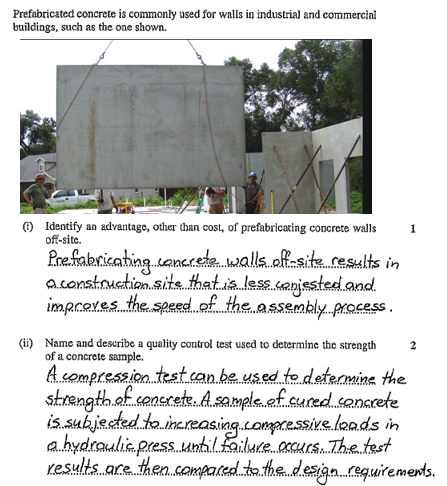 Prefabricated concrete is commonly used for walls in industrial and commercial
buildings, such as the one shown.
(i) Identify an advantage, other than cost, of prefabricating concrete walls 1
off-site.
Prefabricating concrete walls off-site results in
a construction site that is less conjested and
improves the speed of the assembly process.
(ii) Name and describe a quality control test used to determine the strength 2
of a concrete sample.
A compression test can be used to determine the
strength of concrete. A sample of cured concrete
is subjected to increasing compressive loads in
a hydraulic press until failure occurs. The test
results are then compared to the design requirements.